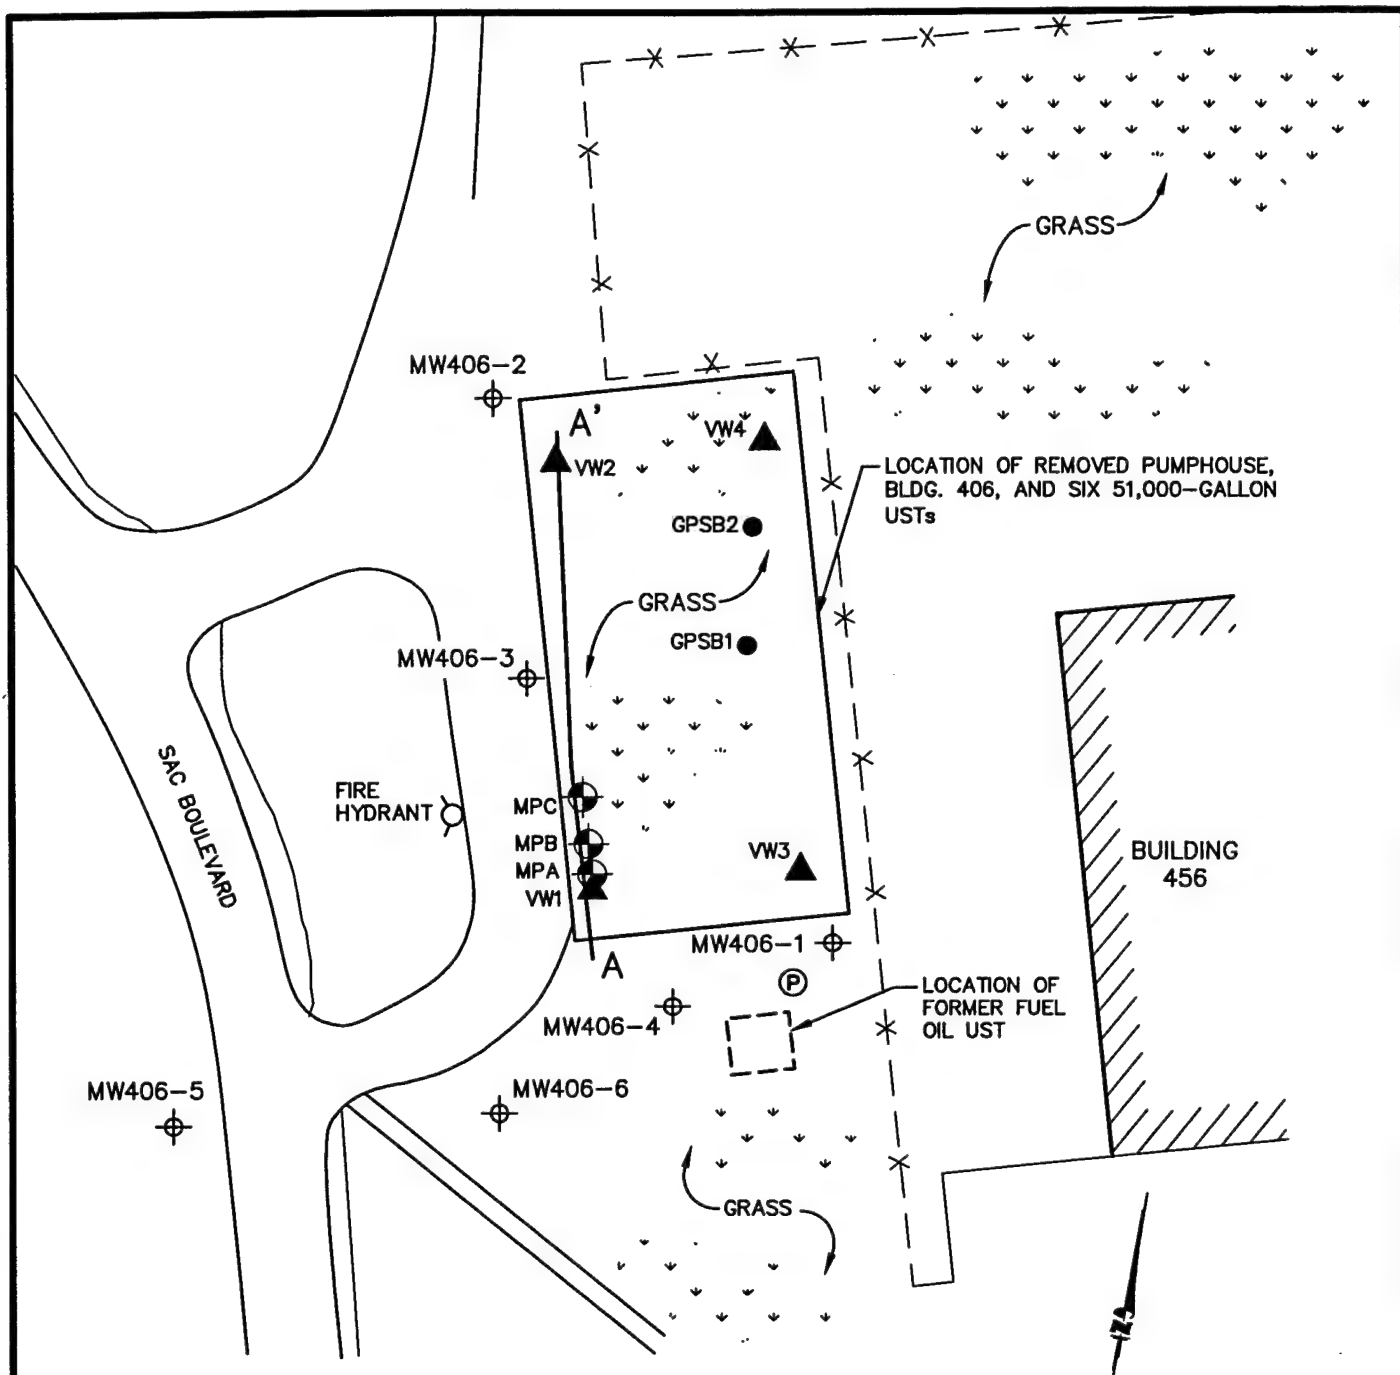 GRASS
MW406-2
A'
VW4
VW2
LOCATION OF REMOVED PUMPHOUSE,
BLDG. 406, AND SIX 51,000-GALLON
USTs
GPSB2
GRASS
GPSB1
MW406-3
SAC BOULEVARD
FIRE
HYDRANT
MPC
MPB
MPA
VW1
VW3
BUILDING
456
MW406-1
A
P
LOCATION OF
FORMER FUEL
OIL UST
MW406-4
MW406-5
MW406-6
GRASS